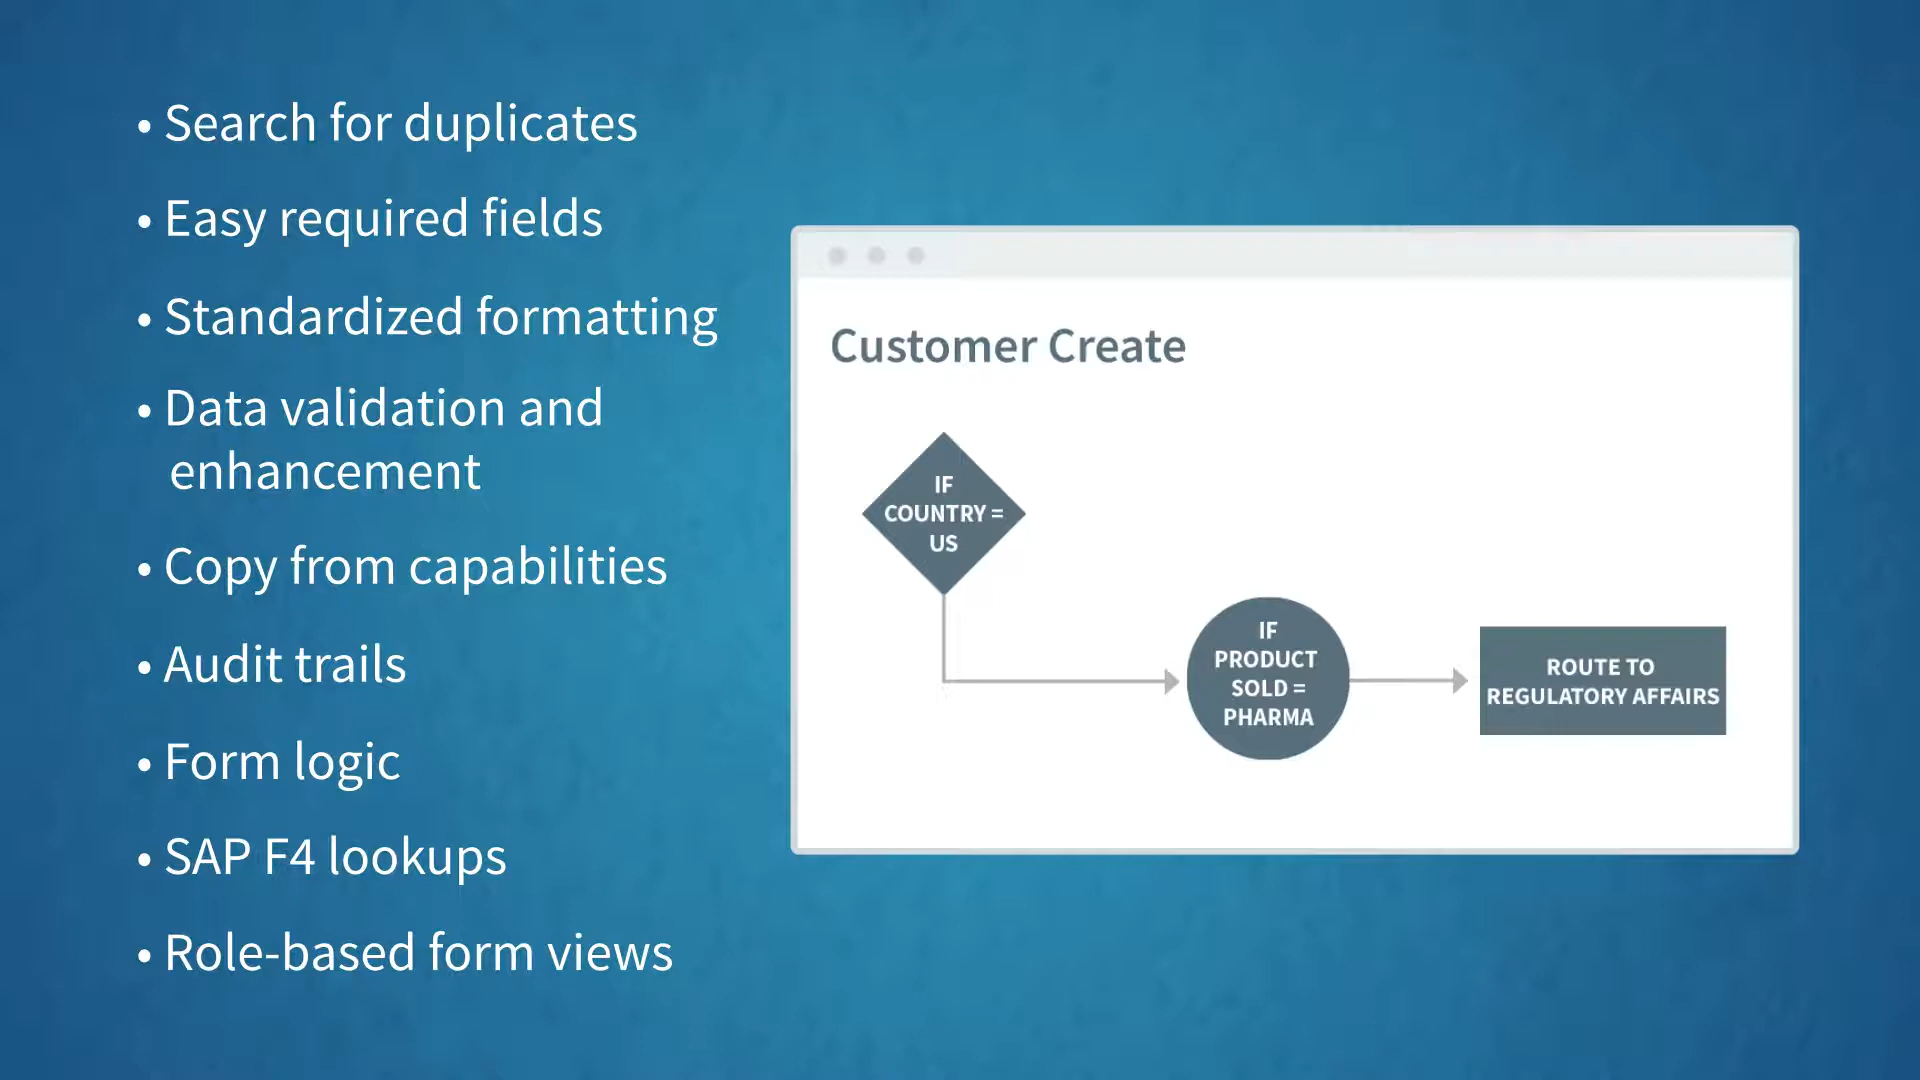 • Search for duplicates
• Easy required fields
• Standardized formatting
• Data validation and
enhancement
• Copy from capabilities
• Audit trails
• Form logic
• SAP F4 lookups
• Role-based form views
Customer Create
IF
COUNTRY =
US
IF
PRODUCT
SOLD =
PHARMA
ROUTE TO
REGULATORY AFFAIRS